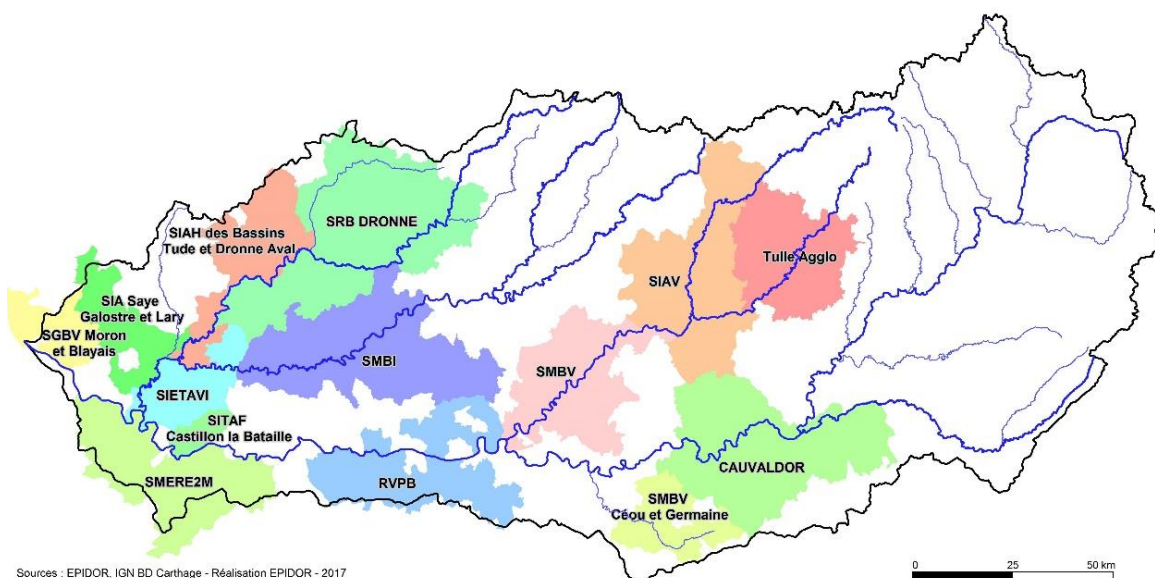 SRB DRONNE
SIAH des Bassins
Tude et Dronne Aval
Tulle Agglo
SIAV
SIA Saye
Galostre et Lary
SGBV Moron
et Blayais
SMBI
SMBV
SIETAVI
SITAF
Castillon la Bataille
CAUVALDOR
SMERE2M
RVPB
SMBV
Céou et Germaine
Sources : EPIDOR, IGN BD Carthage - Réalisation EPIDOR - 2017
0 25 50 km